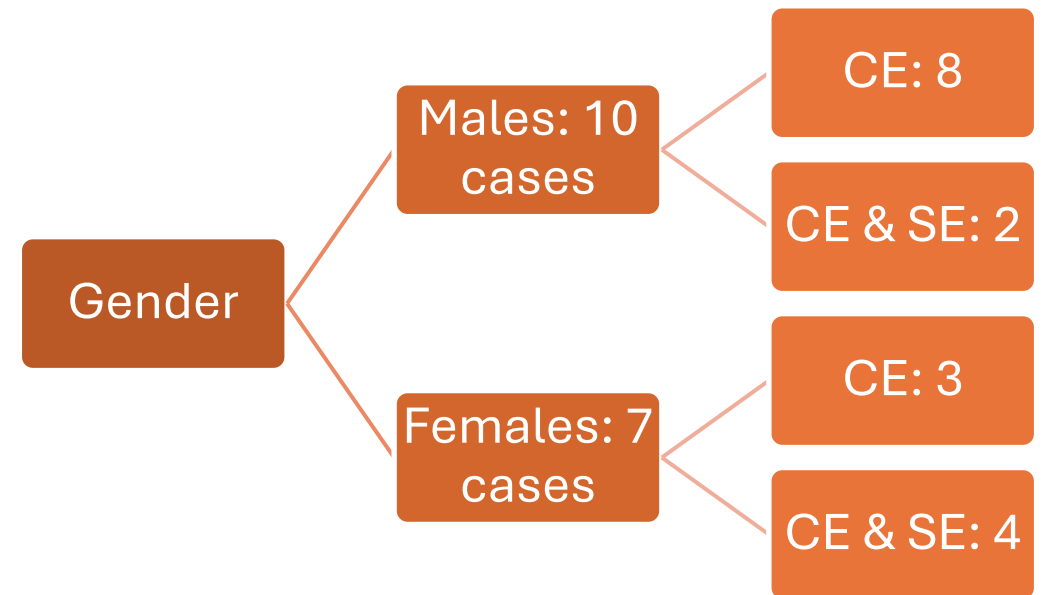 Gender
Males: 10
cases
CE: 8
CE & SE: 2
Females: 7
cases
CE: 3
CE & SE: 4